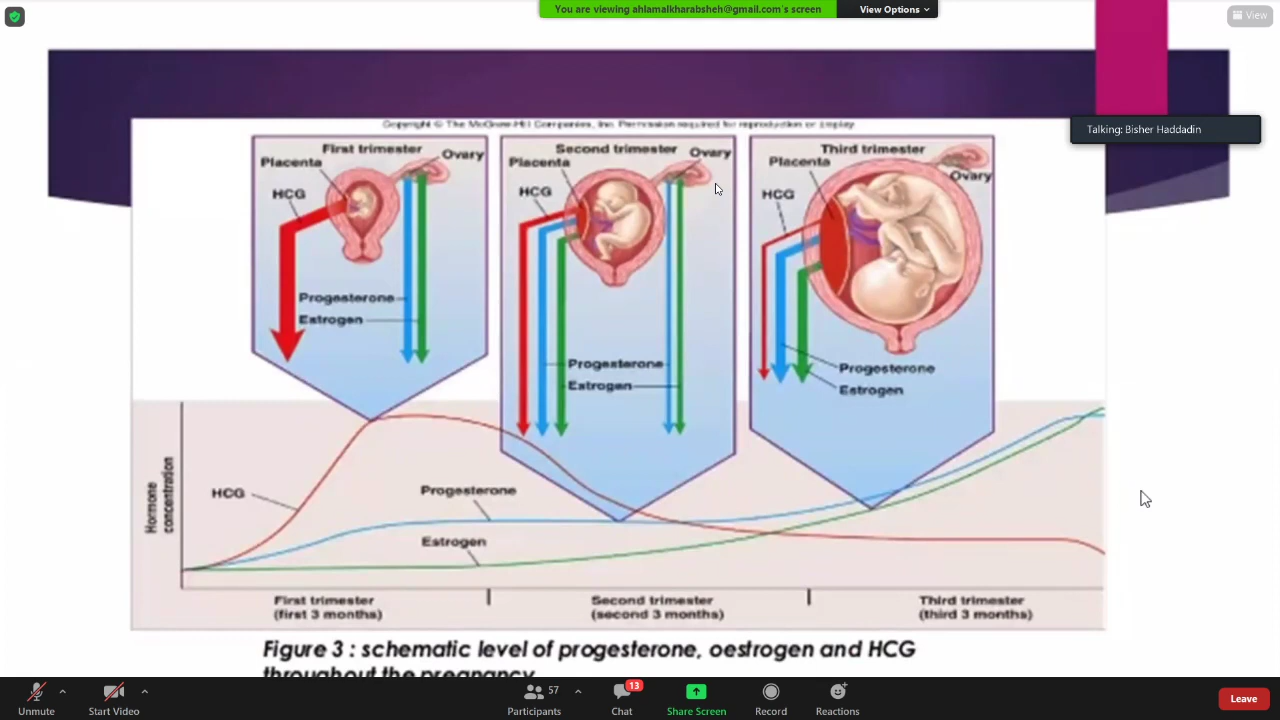 You are viewing ahlamalkharabsheh@gmail.com's screen
View Options
View
Talking: Bisher Haddadin
Copyright © The McGraw-Hill Companies, Inc. Permission required for reproduction or display
First trimester
Placenta
Ovary
HCG
Progesterone
Estrogen
Second trimester
Placenta
Ovary
HCG
Progesterone
Estrogen
Third trimester
Placenta
Ovary
HCG
Progesterone
Estrogen
Hormone
concentration
HCG
Progesterone
Estrogen
First trimester
(first 3 months)
Second trimester
(second 3 months)
Third trimester
(third 3 months)
Figure 3 : schematic level of progesterone, oestrogen and HCG
throughout the pregnancy
Unmute
Start Video
57
Participants
13
Chat
Share Screen
Record
Reactions
Leave